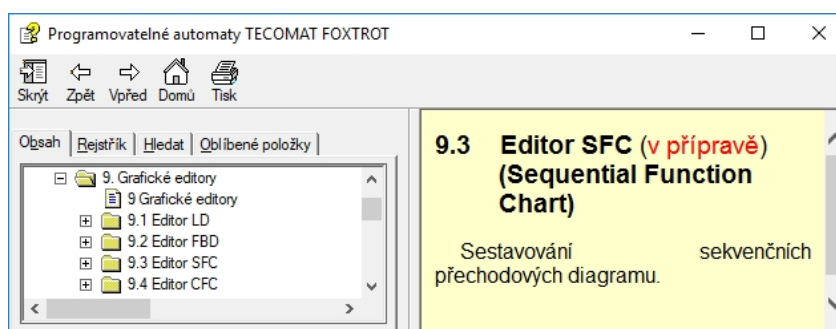 Programovatelné automaty TECOMAT FOXTROT
Skrýt Zpět Vpřed Domů Tisk
Obsah Rejstřík Hledat Oblíbené položky
9. Grafické editory
9 Grafické editory
9.1 Editor LD
9.2 Editor FBD
9.3 Editor SFC
9.4 Editor CFC
9.3 Editor SFC (v přípravě)
(Sequential Function
Chart)
Sestavování sekvenčních
přechodových diagramu.